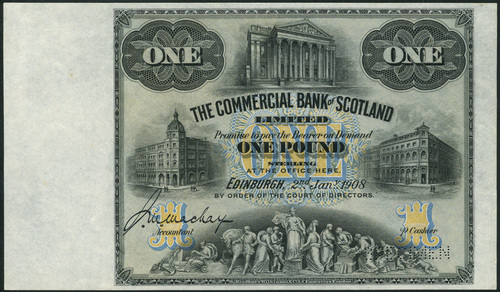 ONE ONE
THE COMMERCIAL BANK OF SCOTLAND
LIMITED
Promise to pay the Bearer on Demand
ONE POUND
STERLING
AT THE OFFICE HERE.
EDINBURGH, 2nd Jany. 1908
BY ORDER OF THE COURT OF DIRECTORS.
Accountant
P Cashier
SPECIMEN